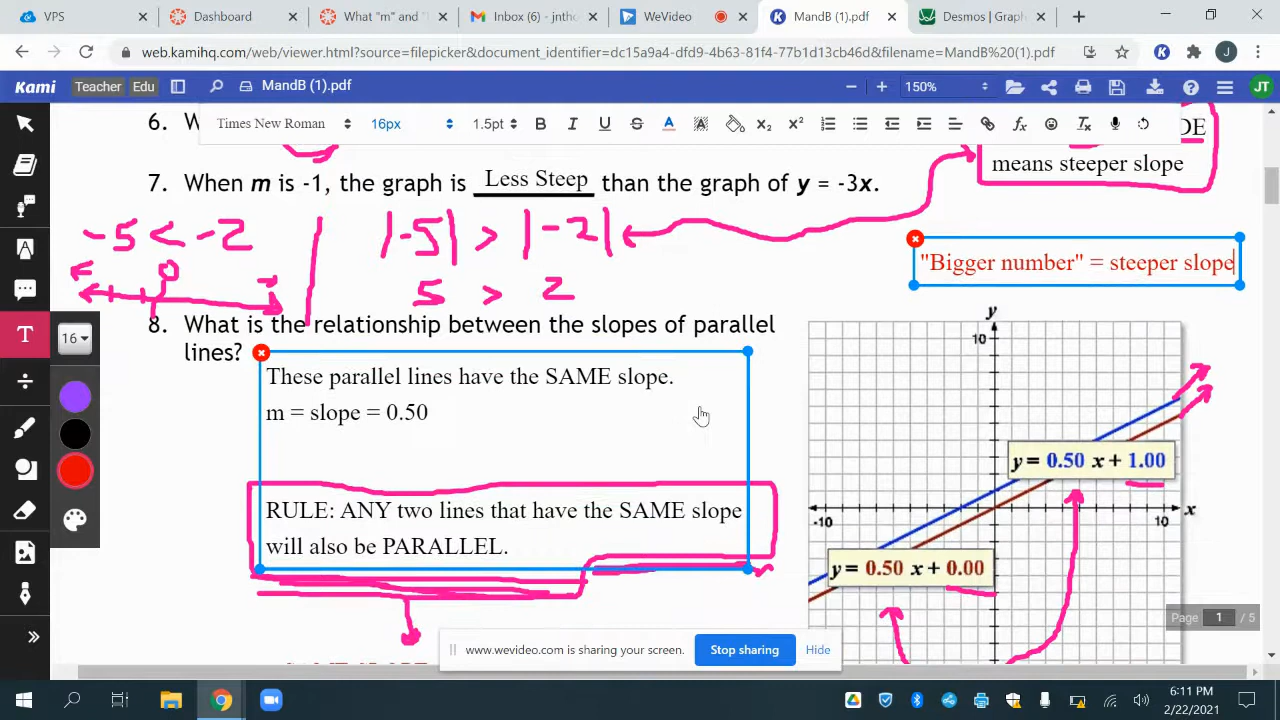 VPS
Dashboard
What "m" and "
Inbox (6) - jntho
WeVideo
MandB (1).pdf
Desmos | Graph
web.kamihq.com/web/viewer.html?source=filepicker&document_identifier=dc15a9a4-dfd9-4b63-81f4-77b1d13cb46d&filename=MandB%20(1).pdf
J
Kami Teacher Edu MandB (1).pdf 150% JT
Times New Roman 16px 1.5pt
6. W
DE
means steeper slope
7. When m is -1, the graph is Less Steep than the graph of y = -3x.
-5 < -2 |-5| > |-2|
0
5 > 2
"Bigger number" = steeper slope
8. What is the relationship between the slopes of parallel
lines?
16
These parallel lines have the SAME slope.
m = slope = 0.50
RULE: ANY two lines that have the SAME slope
will also be PARALLEL.
y
10
y = 0.50 x + 1.00
-10
10
x
y = 0.50 x + 0.00
Page 1 / 5
www.wevideo.com is sharing your screen. Stop sharing Hide
6:11 PM
2/22/2021